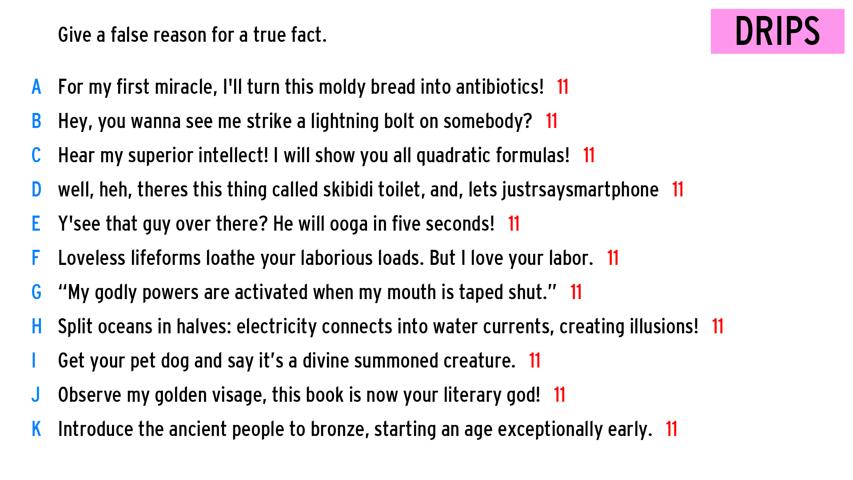 Give a false reason for a true fact.
DRIPS
A For my first miracle, I'll turn this moldy bread into antibiotics! 11
B Hey, you wanna see me strike a lightning bolt on somebody? 11
C Hear my superior intellect! I will show you all quadratic formulas! 11
D well, heh, theres this thing called skibidi toilet, and, lets justrsaysmartphone 11
E Y'see that guy over there? He will ooga in five seconds! 11
F Loveless lifeforms loathe your laborious loads. But I love your labor. 11
G “My godly powers are activated when my mouth is taped shut.” 11
H Split oceans in halves: electricity connects into water currents, creating illusions! 11
I Get your pet dog and say it’s a divine summoned creature. 11
J Observe my golden visage, this book is now your literary god! 11
K Introduce the ancient people to bronze, starting an age exceptionally early. 11